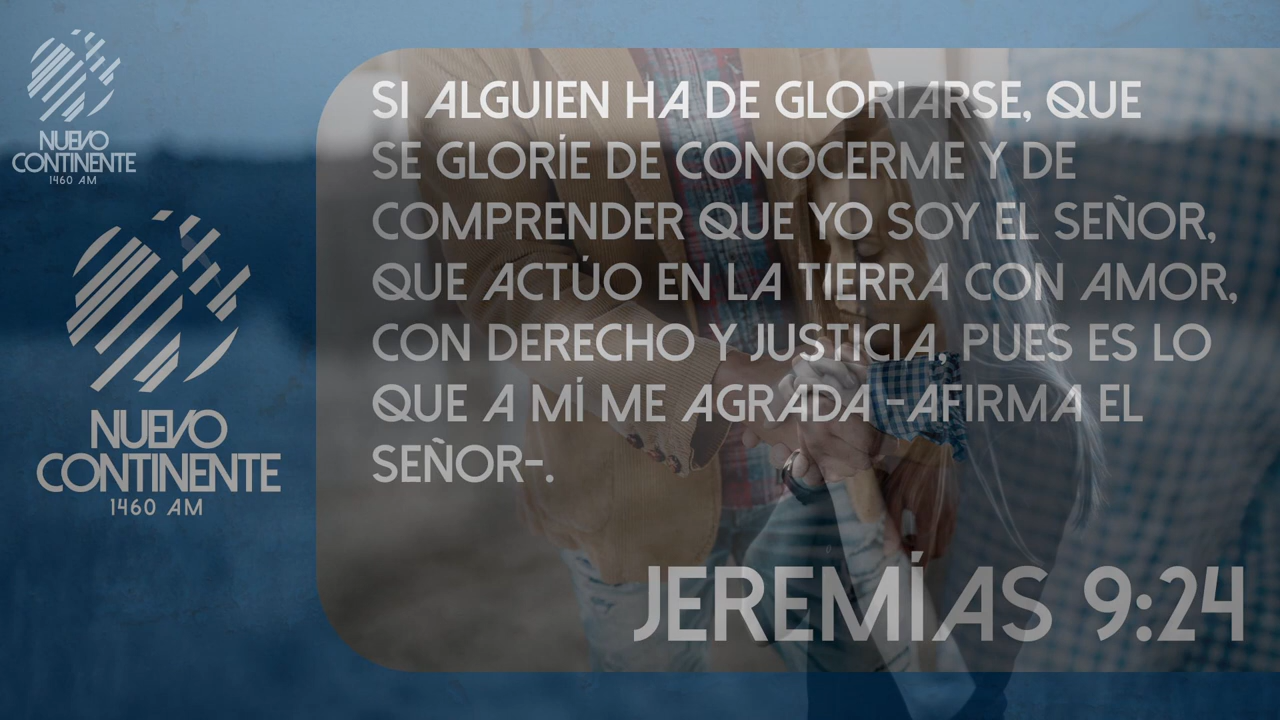 NUEVO
CONTINENTE
1460 AM
NUEVO
CONTINENTE
1460 AM
SI ALGUIEN HA DE GLORIARSE, QUE
SE GLORÍE DE CONOCERME Y DE
COMPRENDER QUE YO SOY EL SEÑOR,
QUE ACTÚO EN LA TIERRA CON AMOR,
CON DERECHO Y JUSTICIA, PUES ES LO
QUE A MÍ ME AGRADA -AFIRMA EL
SEÑOR-.
JEREMÍAS 9:24